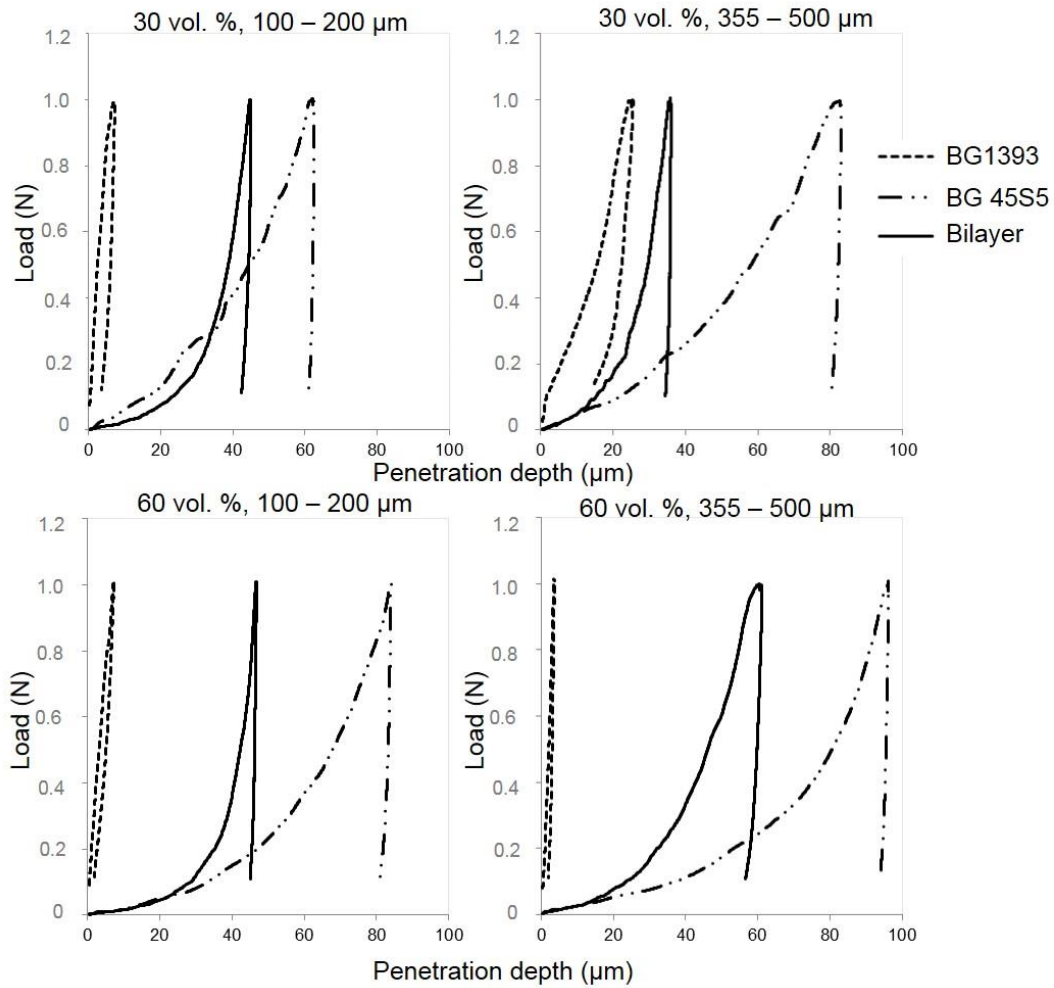 30 vol. %, 100 – 200 µm
1.2
1.0
0.8
0.6
0.4
0.2
0
Load (N)
0 20 40 60 80 100
30 vol. %, 355 – 500 µm
1.2
1.0
0.8
0.6
0.4
0.2
0
Load (N)
0 20 40 60 80 100
BG1393
BG 45S5
Bilayer
Penetration depth (µm)
60 vol. %, 100 – 200 µm
1.2
1.0
0.8
0.6
0.4
0.2
0
Load (N)
0 20 40 60 80 100
60 vol. %, 355 – 500 µm
1.2
1.0
0.8
0.6
0.4
0.2
0
Load (N)
0 20 40 60 80 100
Penetration depth (µm)